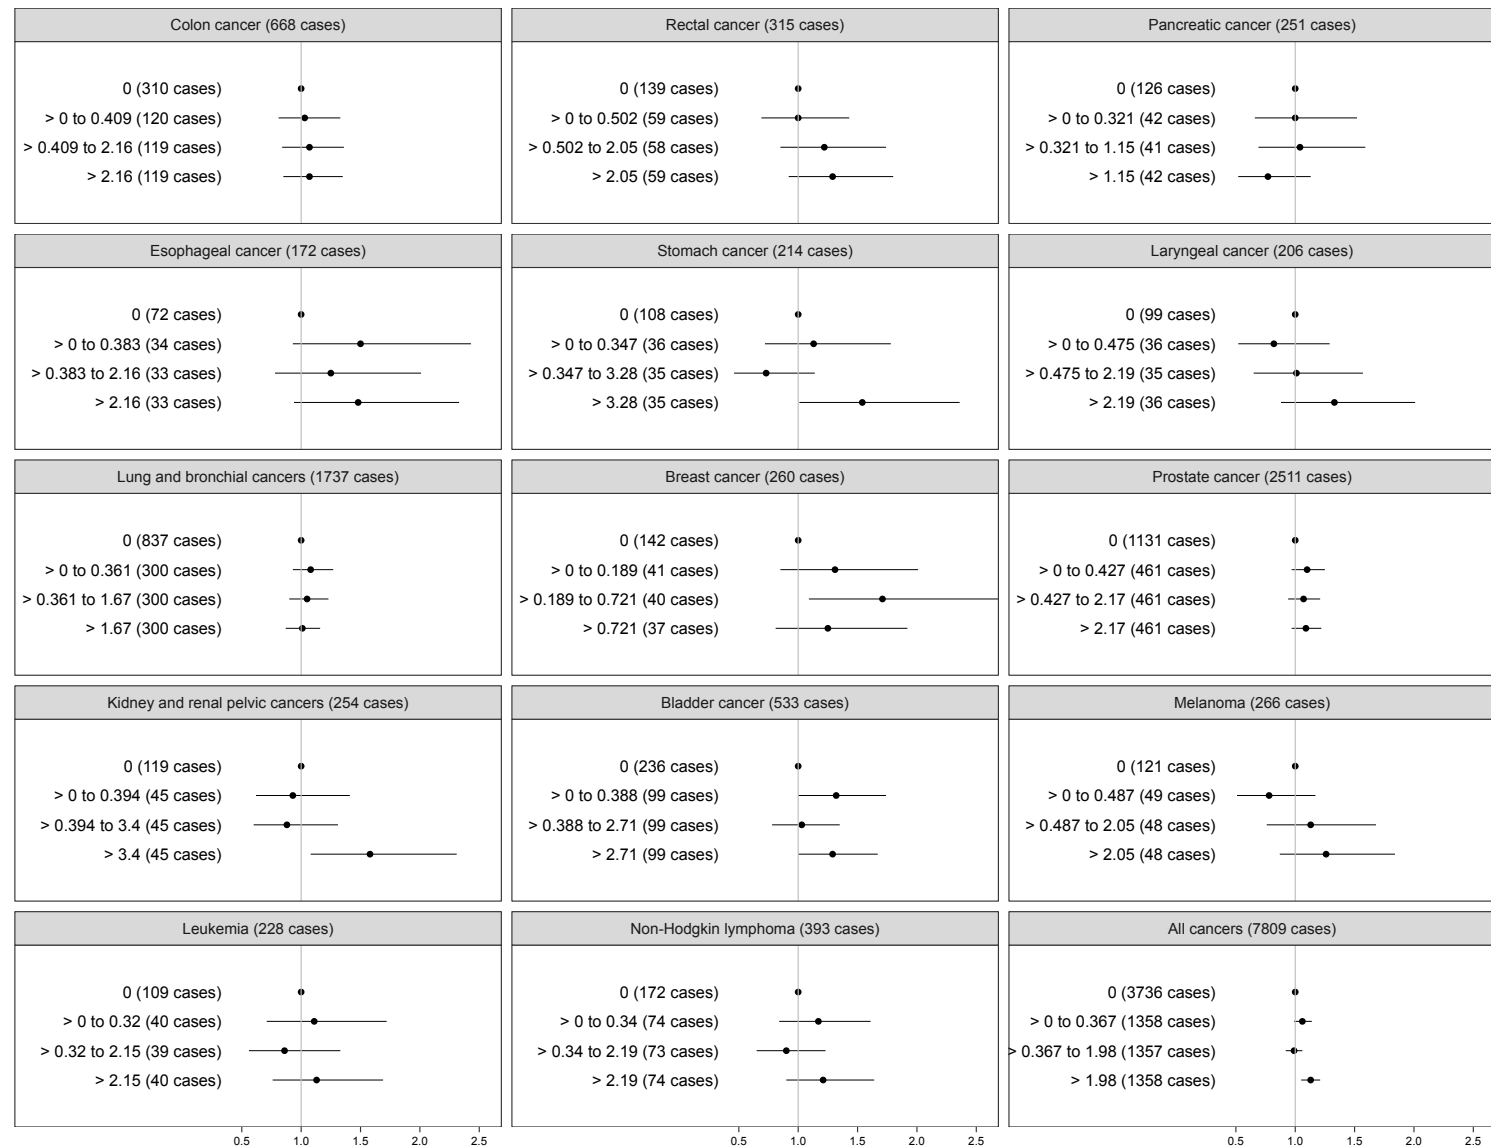 Colon cancer (668 cases)
0 (310 cases)
> 0 to 0.409 (120 cases)
> 0.409 to 2.16 (119 cases)
> 2.16 (119 cases)
Rectal cancer (315 cases)
0 (139 cases)
> 0 to 0.502 (59 cases)
> 0.502 to 2.05 (58 cases)
> 2.05 (59 cases)
Pancreatic cancer (251 cases)
0 (126 cases)
> 0 to 0.321 (42 cases)
> 0.321 to 1.15 (41 cases)
> 1.15 (42 cases)
Esophageal cancer (172 cases)
0 (72 cases)
> 0 to 0.383 (34 cases)
> 0.383 to 2.16 (33 cases)
> 2.16 (33 cases)
Stomach cancer (214 cases)
0 (108 cases)
> 0 to 0.347 (36 cases)
> 0.347 to 3.28 (35 cases)
> 3.28 (35 cases)
Laryngeal cancer (206 cases)
0 (99 cases)
> 0 to 0.475 (36 cases)
> 0.475 to 2.19 (35 cases)
> 2.19 (36 cases)
Lung and bronchial cancers (1737 cases)
0 (837 cases)
> 0 to 0.361 (300 cases)
> 0.361 to 1.67 (300 cases)
> 1.67 (300 cases)
Breast cancer (260 cases)
0 (142 cases)
> 0 to 0.189 (41 cases)
> 0.189 to 0.721 (40 cases)
> 0.721 (37 cases)
Prostate cancer (2511 cases)
0 (1131 cases)
> 0 to 0.427 (461 cases)
> 0.427 to 2.17 (461 cases)
> 2.17 (461 cases)
Kidney and renal pelvic cancers (254 cases)
0 (119 cases)
> 0 to 0.394 (45 cases)
> 0.394 to 3.4 (45 cases)
> 3.4 (45 cases)
Bladder cancer (533 cases)
0 (236 cases)
> 0 to 0.388 (99 cases)
> 0.388 to 2.71 (99 cases)
> 2.71 (99 cases)
Melanoma (266 cases)
0 (121 cases)
> 0 to 0.487 (49 cases)
> 0.487 to 2.05 (48 cases)
> 2.05 (48 cases)
Leukemia (228 cases)
0 (109 cases)
> 0 to 0.32 (40 cases)
> 0.32 to 2.15 (39 cases)
> 2.15 (40 cases)
Non-Hodgkin lymphoma (393 cases)
0 (172 cases)
> 0 to 0.34 (74 cases)
> 0.34 to 2.19 (73 cases)
> 2.19 (74 cases)
All cancers (7809 cases)
0 (3736 cases)
> 0 to 0.367 (1358 cases)
> 0.367 to 1.98 (1357 cases)
> 1.98 (1358 cases)
0.5 1.0 1.5 2.0 2.5
0.5 1.0 1.5 2.0 2.5
0.5 1.0 1.5 2.0 2.5